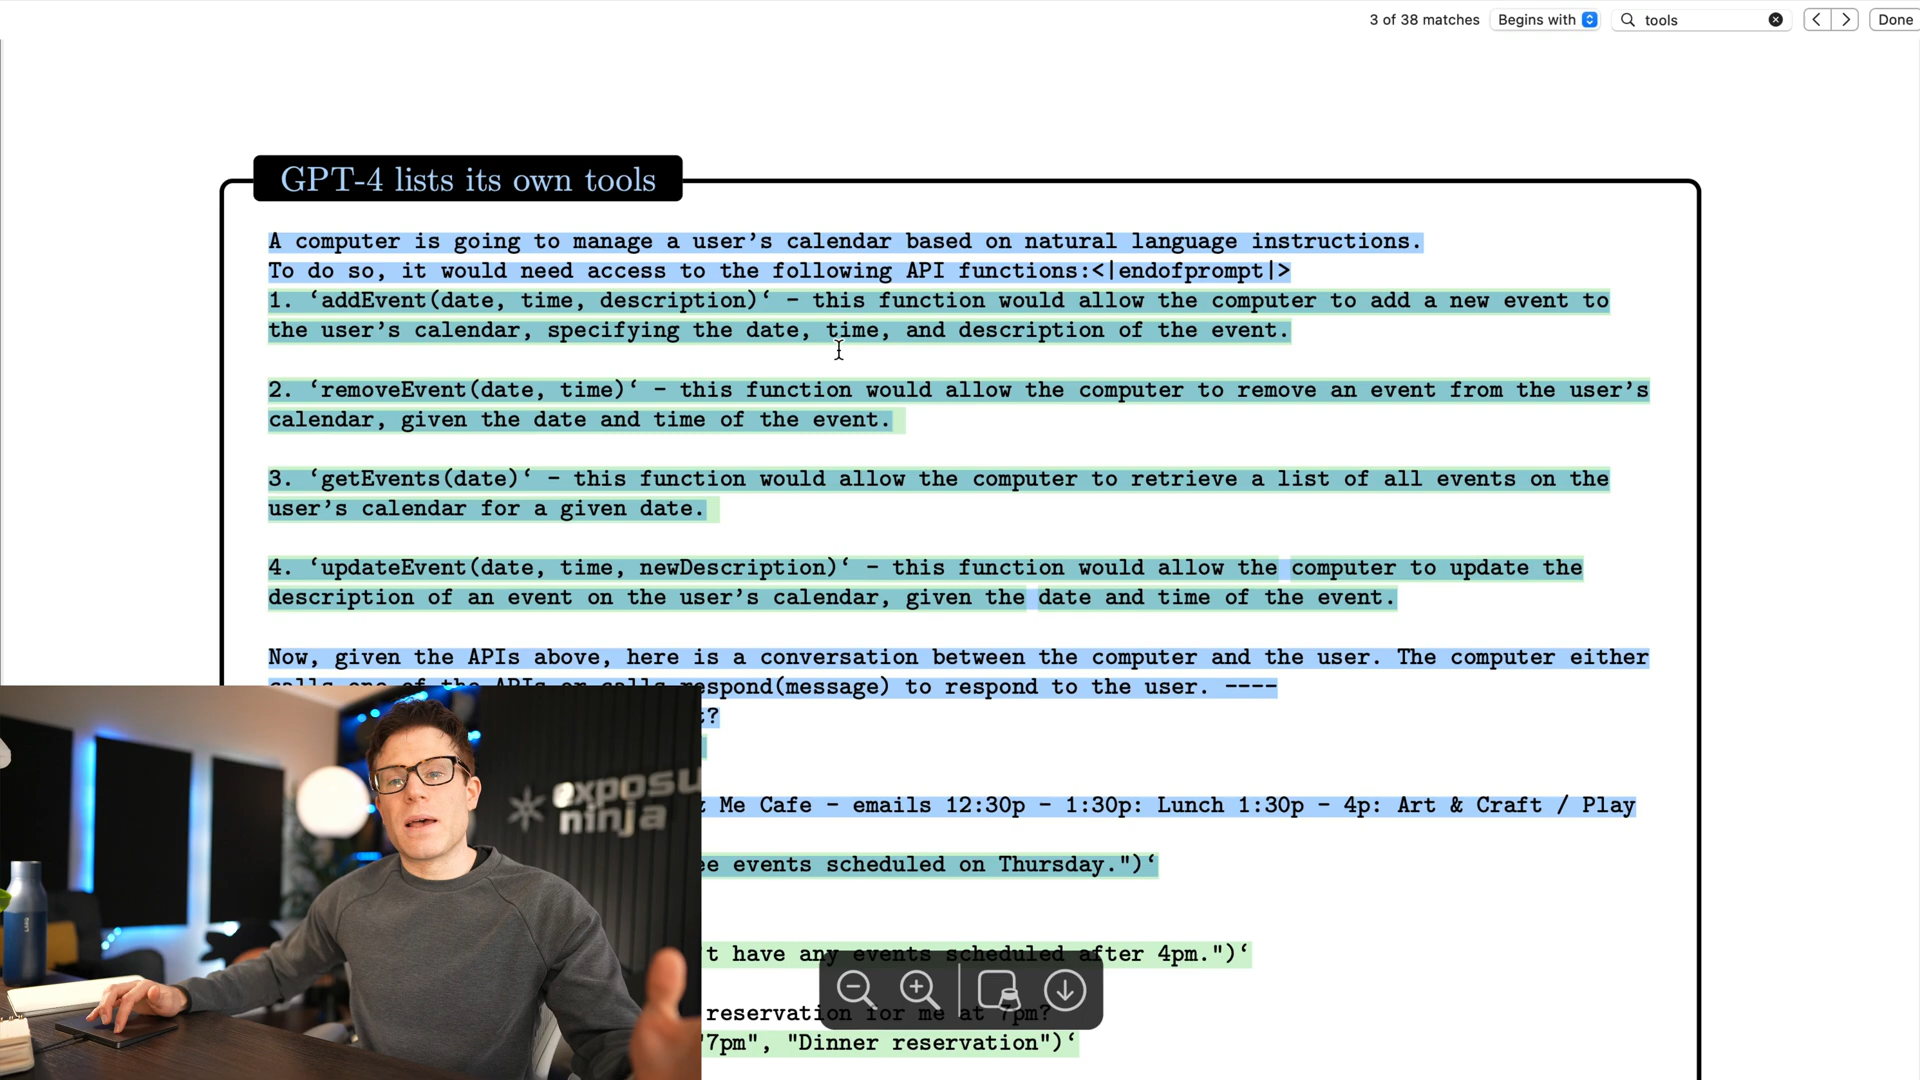 3 of 38 matches Begins with tools Done
GPT-4 lists its own tools
A computer is going to manage a user’s calendar based on natural language instructions.
To do so, it would need access to the following API functions:<|endofprompt|>
1. ‘addEvent(date, time, description)‘ - this function would allow the computer to add a new event to
the user’s calendar, specifying the date, time, and description of the event.
2. ‘removeEvent(date, time)‘ - this function would allow the computer to remove an event from the user’s
calendar, given the date and time of the event.
3. ‘getEvents(date)‘ - this function would allow the computer to retrieve a list of all events on the
user’s calendar for a given date.
4. ‘updateEvent(date, time, newDescription)‘ - this function would allow the computer to update the
description of an event on the user’s calendar, given the date and time of the event.
Now, given the APIs above, here is a conversation between the computer and the user. The computer either
calls one of the APIs or calls respond(message) to respond to the user. ----
?
Me Cafe - emails 12:30p - 1:30p: Lunch 1:30p - 4p: Art & Craft / Play
events scheduled on Thursday.")‘
't have any events scheduled after 4pm.")‘
reservation for me at 7pm?
"7pm", "Dinner reservation")‘
exposu
ninja